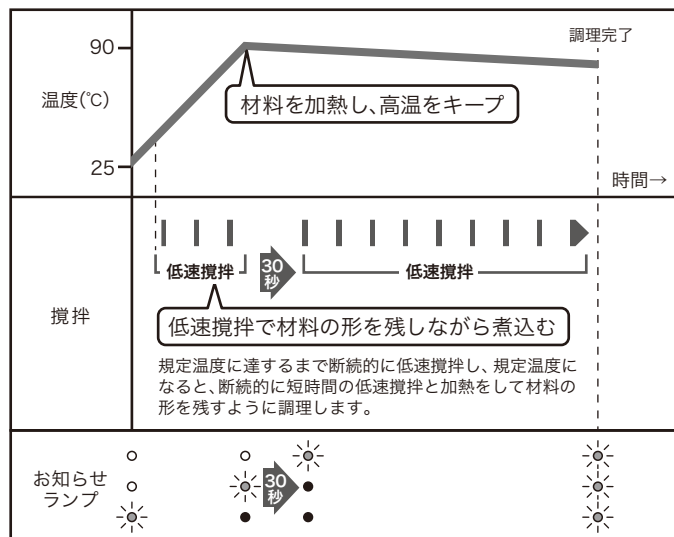 90
調理完了
温度(℃)
材料を加熱し、高温をキープ
25
時間→
30秒
低速撹拌
低速撹拌
撹拌
低速撹拌で材料の形を残しながら煮込む
規定温度に達するまで断続的に低速撹拌し、規定温度に
なると、断続的に短時間の低速撹拌と加熱をして材料の
形を残すように調理します。
お知らせ
ランプ
30秒